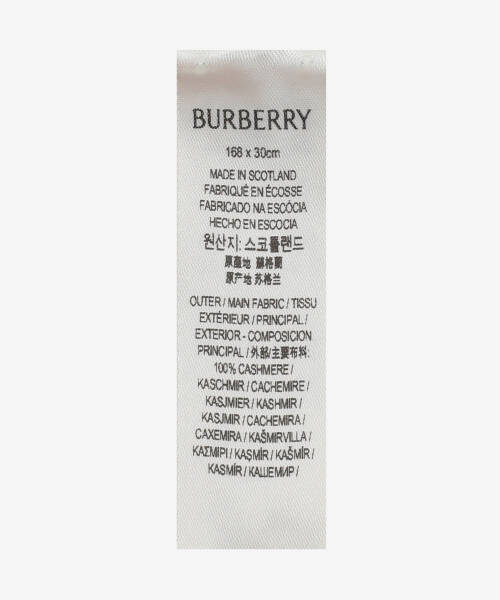 BURBERRY
168 x 30cm
MADE IN SCOTLAND
FABRIQUÉ EN ÉCOSSE
FABRICADO NA ESCÓCIA
HECHO EN ESCOCIA
원산지: 스코틀랜드
原產地 蘇格蘭
原产地 苏格兰
OUTER / MAIN FABRIC / TISSU
EXTÉRIEUR / PRINCIPAL /
EXTERIOR - COMPOSICION
PRINCIPAL / 外部/主要布料:
100% CASHMERE /
KASCHMIR / CACHEMIRE /
KASJMIER / KASHMIR /
KASJMIR / CACHEMIRA /
CAXEMIRA / KAŠMIRVILLA /
ΚΑΣΜΙΡΙ / KAŞMİR / KAŠMÍR /
KASMÍR / КАШЕМИР /